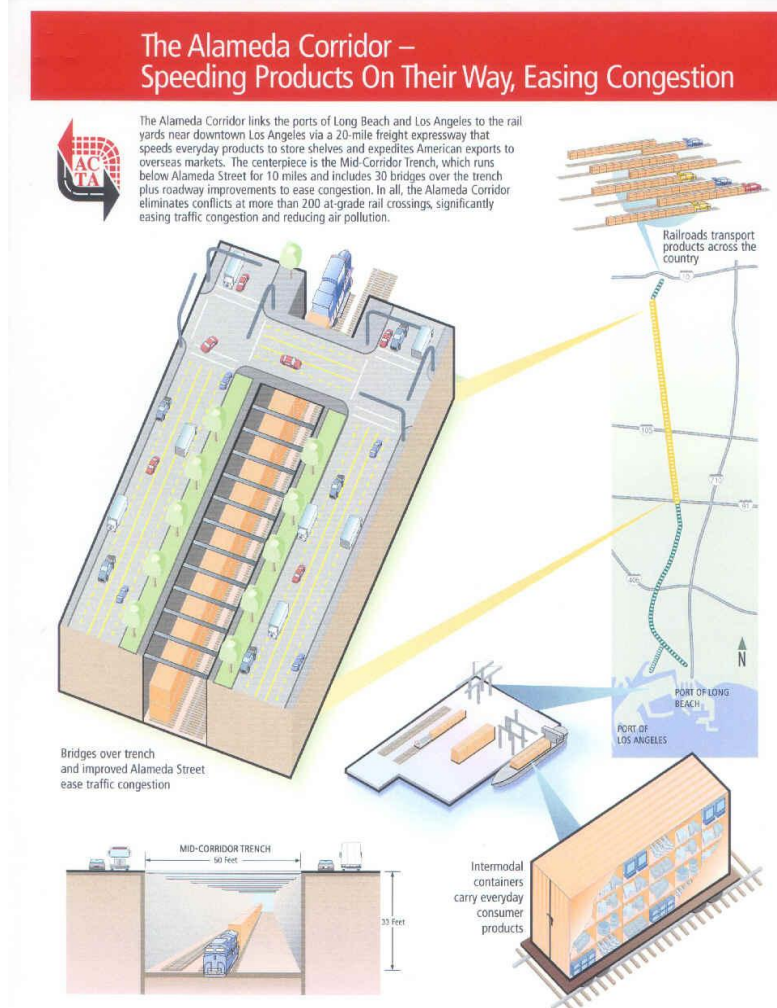 The Alameda Corridor –
Speeding Products On Their Way, Easing Congestion
The Alameda Corridor links the ports of Long Beach and Los Angeles to the rail
yards near downtown Los Angeles via a 20-mile freight expressway that
speeds everyday products to store shelves and expedites American exports to
overseas markets. The centerpiece is the Mid-Corridor Trench, which runs
below Alameda Street for 10 miles and includes 30 bridges over the trench
plus roadway improvements to ease congestion. In all, the Alameda Corridor
eliminates conflicts at more than 200 at-grade rail crossings, significantly
easing traffic congestion and reducing air pollution.
AC
TA
Railroads transport
products across the
country
10
105
710
91
405
N
PORT OF LONG
BEACH
PORT OF
LOS ANGELES
Bridges over trench
and improved Alameda Street
ease traffic congestion
MID-CORRIDOR TRENCH
50 Feet
33 Feet
Intermodal
containers
carry everyday
consumer
products